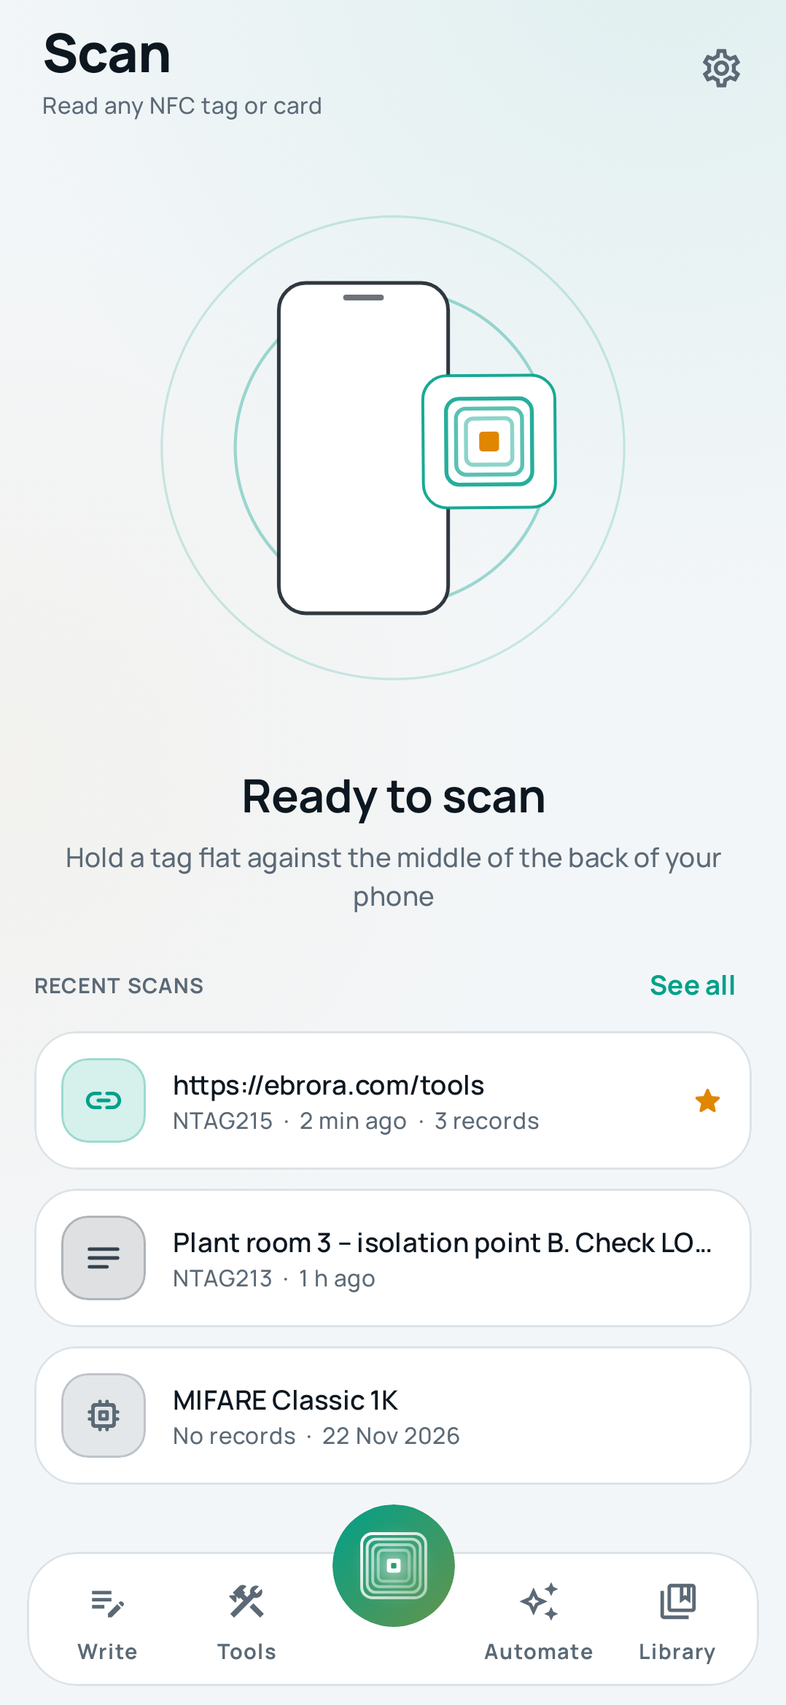 Scan
Read any NFC tag or card
Ready to scan
Hold a tag flat against the middle of the back of your
phone
RECENT SCANS
See all
https://ebrora.com/tools
NTAG215 · 2 min ago · 3 records
Plant room 3 – isolation point B. Check LO...
NTAG213 · 1 h ago
MIFARE Classic 1K
No records · 22 Nov 2026
Write
Tools
Automate
Library